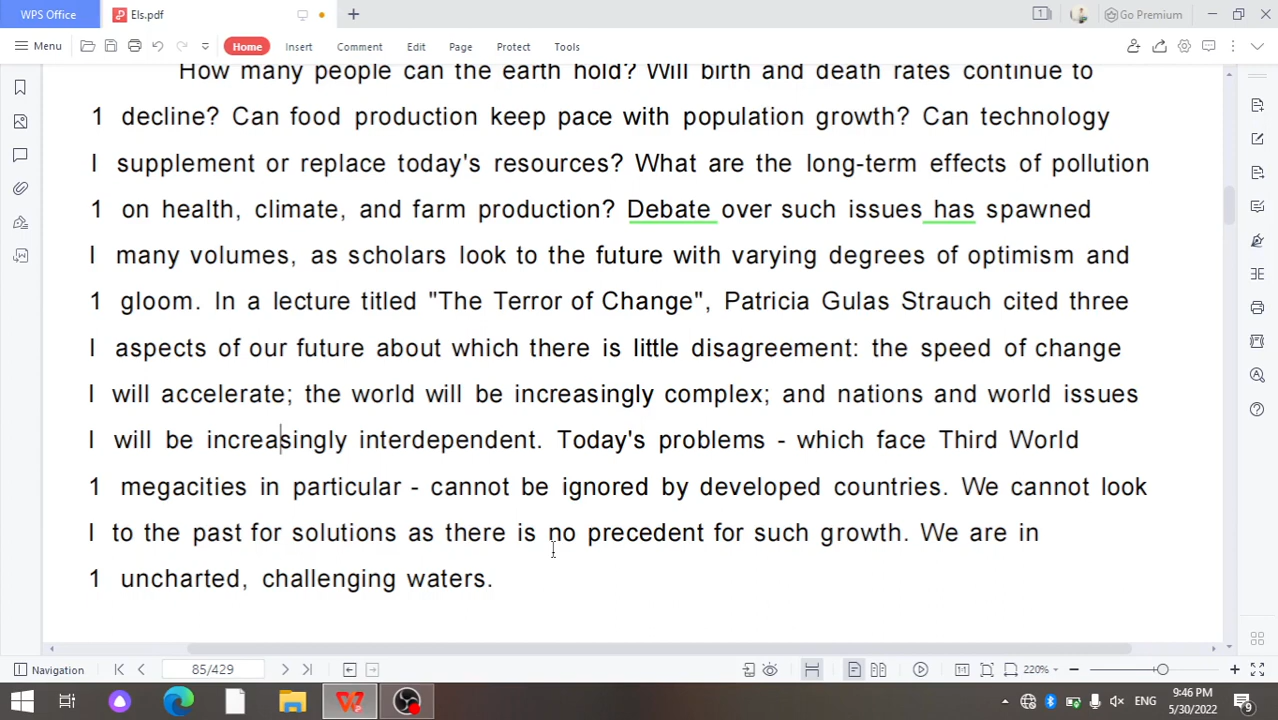 WPS Office
Els.pdf
1
Go Premium
Menu
Home
Insert
Comment
Edit
Page
Protect
Tools
How many people can the earth hold? Will birth and death rates continue to
1 decline? Can food production keep pace with population growth? Can technology
I supplement or replace today's resources? What are the long-term effects of pollution
1 on health, climate, and farm production? Debate over such issues has spawned
I many volumes, as scholars look to the future with varying degrees of optimism and
1 gloom. In a lecture titled "The Terror of Change", Patricia Gulas Strauch cited three
I aspects of our future about which there is little disagreement: the speed of change
I will accelerate; the world will be increasingly complex; and nations and world issues
I will be increasingly interdependent. Today's problems - which face Third World
1 megacities in particular - cannot be ignored by developed countries. We cannot look
I to the past for solutions as there is no precedent for such growth. We are in
1 uncharted, challenging waters.
Navigation
85/429
220%
ENG
9:46 PM
5/30/2022
9